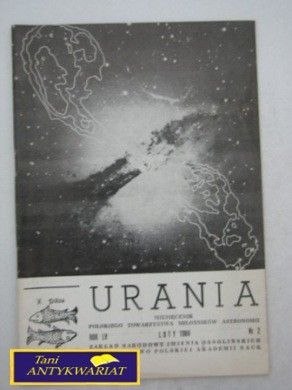 URANIA
MIESIĘCZNIK
POLSKIEGO TOWARZYSTWA MIŁOŚNIKÓW ASTRONOMII
ROK LV LUTY 1984 Nr 2
ZAKŁAD NARODOWY IMIENIA OSSOLIŃSKICH
WO POLSKIEJ AKADEMII NAUK
Tani
ANTYKWARIAT